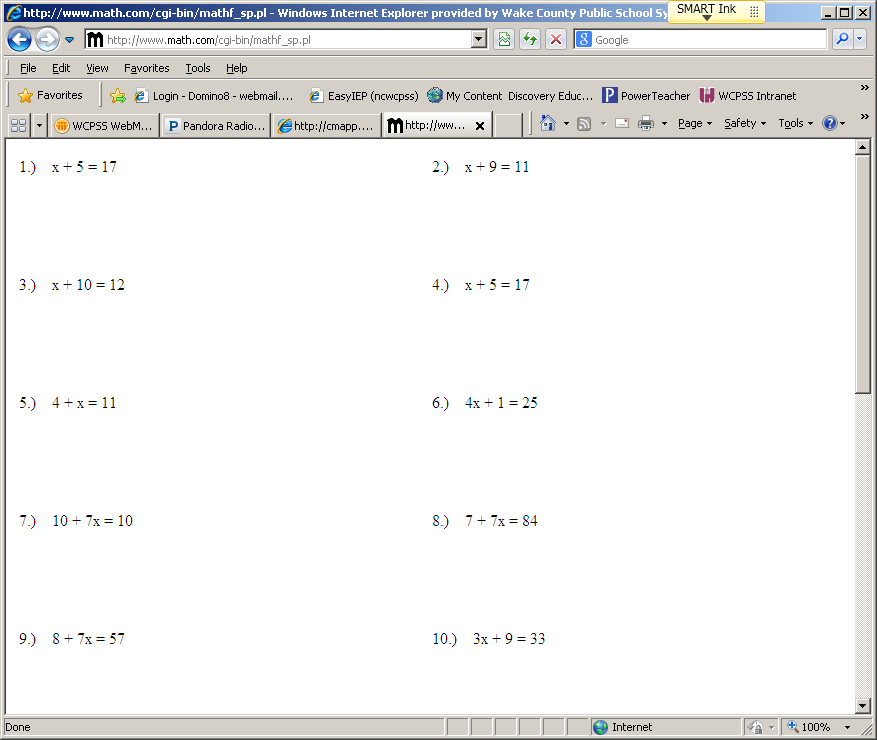 http://www.math.com/cgi-bin/mathf_sp.pl - Windows Internet Explorer provided by Wake County Public School Sy
SMART Ink
http://www.math.com/cgi-bin/mathf_sp.pl
Google
File Edit View Favorites Tools Help
Favorites Login - Domino8 - webmail.... EasyIEP (ncwcpss) My Content Discovery Educ... PowerTeacher WCPSS Intranet
WCPSS WebM... Pandora Radio... http://cmapp.... http://ww... Page Safety Tools
1.) x + 5 = 17 2.) x + 9 = 11
3.) x + 10 = 12 4.) x + 5 = 17
5.) 4 + x = 11 6.) 4x + 1 = 25
7.) 10 + 7x = 10 8.) 7 + 7x = 84
9.) 8 + 7x = 57 10.) 3x + 9 = 33
Done Internet 100%